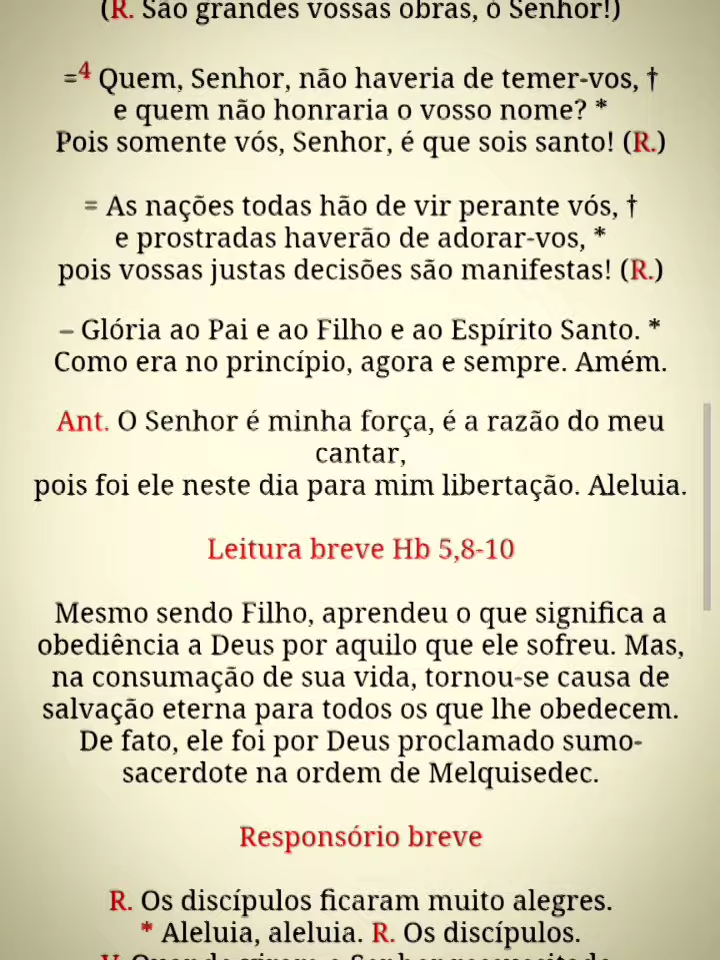 (R. São grandes vossas obras, ó Senhor!)
=4 Quem, Senhor, não haveria de temer-vos, †
e quem não honraria o vosso nome? *
Pois somente vós, Senhor, é que sois santo! (R.)
= As nações todas hão de vir perante vós, †
e prostradas haverão de adorar-vos, *
pois vossas justas decisões são manifestas! (R.)
– Glória ao Pai e ao Filho e ao Espírito Santo. *
Como era no princípio, agora e sempre. Amém.
Ant. O Senhor é minha força, é a razão do meu
cantar,
pois foi ele neste dia para mim libertação. Aleluia.
Leitura breve Hb 5,8-10
Mesmo sendo Filho, aprendeu o que significa a
obediência a Deus por aquilo que ele sofreu. Mas,
na consumação de sua vida, tornou-se causa de
salvação eterna para todos os que lhe obedecem.
De fato, ele foi por Deus proclamado sumo-
sacerdote na ordem de Melquisedec.
Responsório breve
R. Os discípulos ficaram muito alegres.
* Aleluia, aleluia. R. Os discípulos.